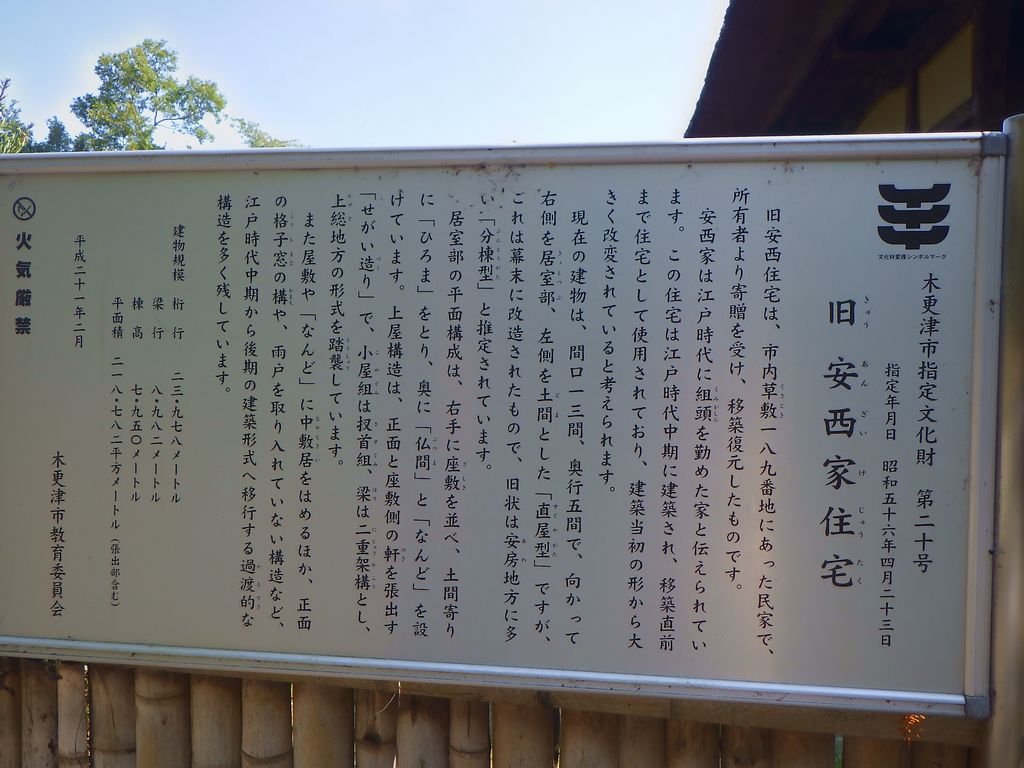 文化財愛護シンボルマーク
木更津市指定文化財 第二十号
指定年月日 昭和五十六年四月二十三日
旧安西家住宅
きゅう あん ざい け じゅう たく
旧安西住宅は、市内草敷一八九番地にあった民家で、
所有者より寄贈を受け、移築復元したものです。
安西家は江戸時代に組頭を勤めた家と伝えられてい
ます。この住宅は江戸時代中期に建築され、移築直前
まで住宅として使用されており、建築当初の形から大
きく改変されていると考えられます。
現在の建物は、間口一三間、奥行五間で、向かって
右側を居室部、左側を土間とした「直屋型」ですが、
これは幕末に改造されたもので、旧状は安房地方に多
い「分棟型」と推定されています。
居室部の平面構成は、右手に座敷を並べ、土間寄り
に「ひろま」をとり、奥に「仏間」と「なんど」を設
けています。上屋構造は、正面と座敷側の軒を張出す
「せがい造り」で、小屋組は扠首組、梁は二重架構とし、
上総地方の形式を踏襲しています。
また屋敷や「なんど」に中敷居をはめるほか、正面
の格子窓の構や、雨戸を取り入れていない構造など、
江戸時代中期から後期の建築形式へ移行する過渡的な
構造を多く残しています。
建物規模 桁行 二三・九七八メートル
梁行 八・九八二メートル
棟高 七・九五〇メートル
平面積 二一八・七八二平方メートル（張出部含む）
平成二十一年二月
木更津市教育委員会
火気厳禁